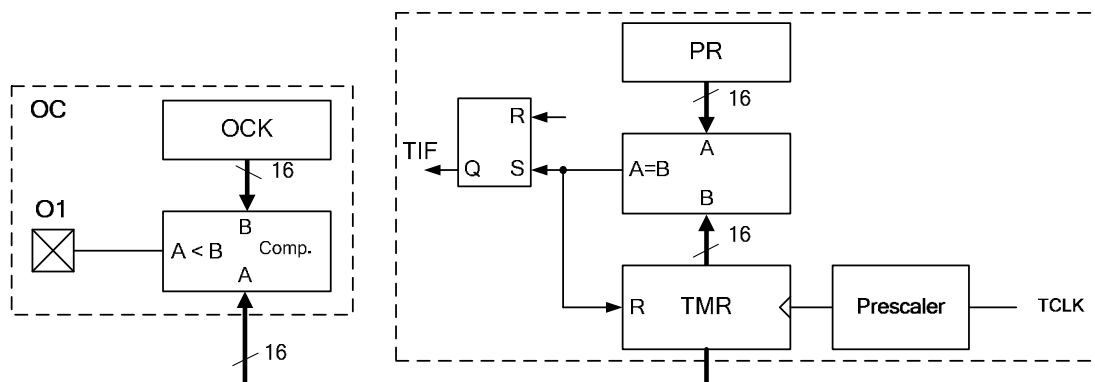 OC
OCK
16
O1
A < B
B
Comp.
A
16
PR
16
R
TIF
Q
S
A=B
A
B
16
R
TMR
Prescaler
TCLK